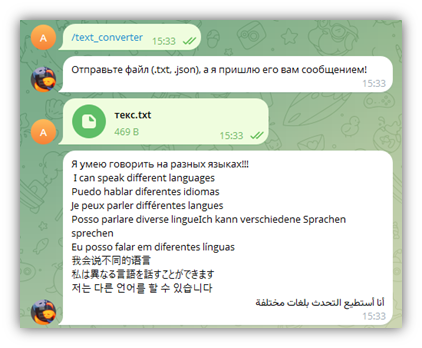 A
/text_converter
15:33
Отправьте файл (.txt, .json), а я пришлю его вам сообщением!
15:33
текс.txt
469 B
A
15:33
Я умею говорить на разных языках!!!
I can speak different languages
Puedo hablar diferentes idiomas
Je peux parler différentes langues
Posso parlare diverse lingueIch kann verschiedene Sprachen
sprechen
Eu posso falar em diferentes línguas
我会说不同的语言
私は異なる言語を話すことができます
저는 다른 언어를 할 수 있습니다
أنا أستطيع التحدث بلغات مختلفة
15:33